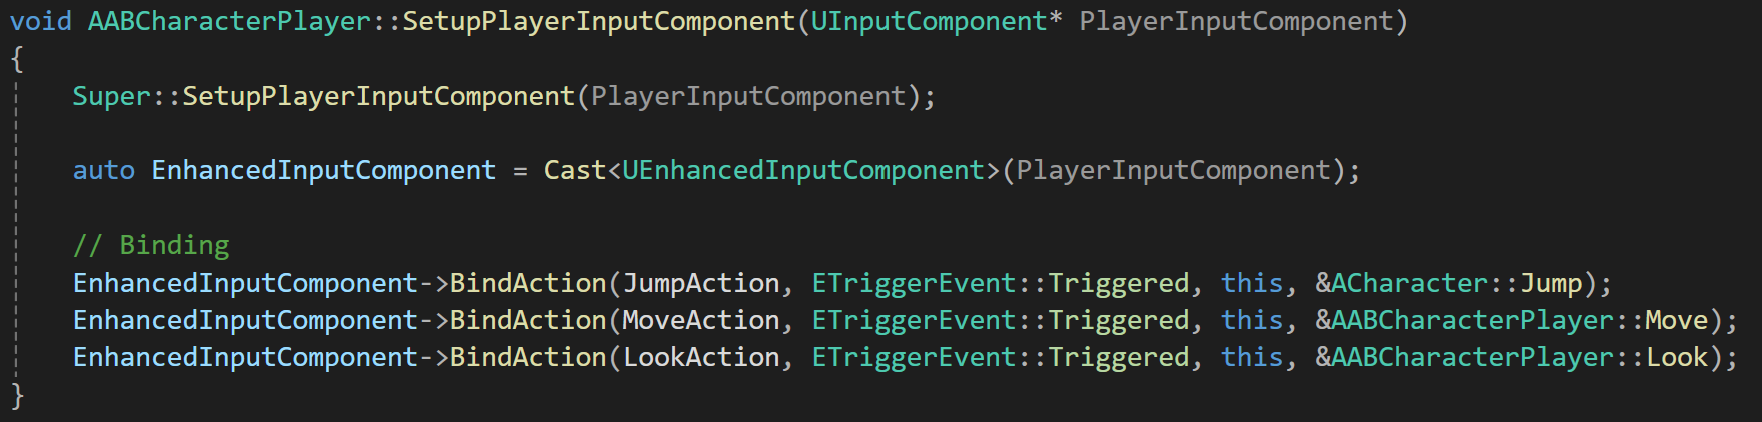 void AABCharacterPlayer::SetupPlayerInputComponent(UInputComponent* PlayerInputComponent)
{
    Super::SetupPlayerInputComponent(PlayerInputComponent);

    auto EnhancedInputComponent = Cast<UEnhancedInputComponent>(PlayerInputComponent);

    // Binding
    EnhancedInputComponent->BindAction(JumpAction, ETriggerEvent::Triggered, this, &ACharacter::Jump);
    EnhancedInputComponent->BindAction(MoveAction, ETriggerEvent::Triggered, this, &AABCharacterPlayer::Move);
    EnhancedInputComponent->BindAction(LookAction, ETriggerEvent::Triggered, this, &AABCharacterPlayer::Look);
}